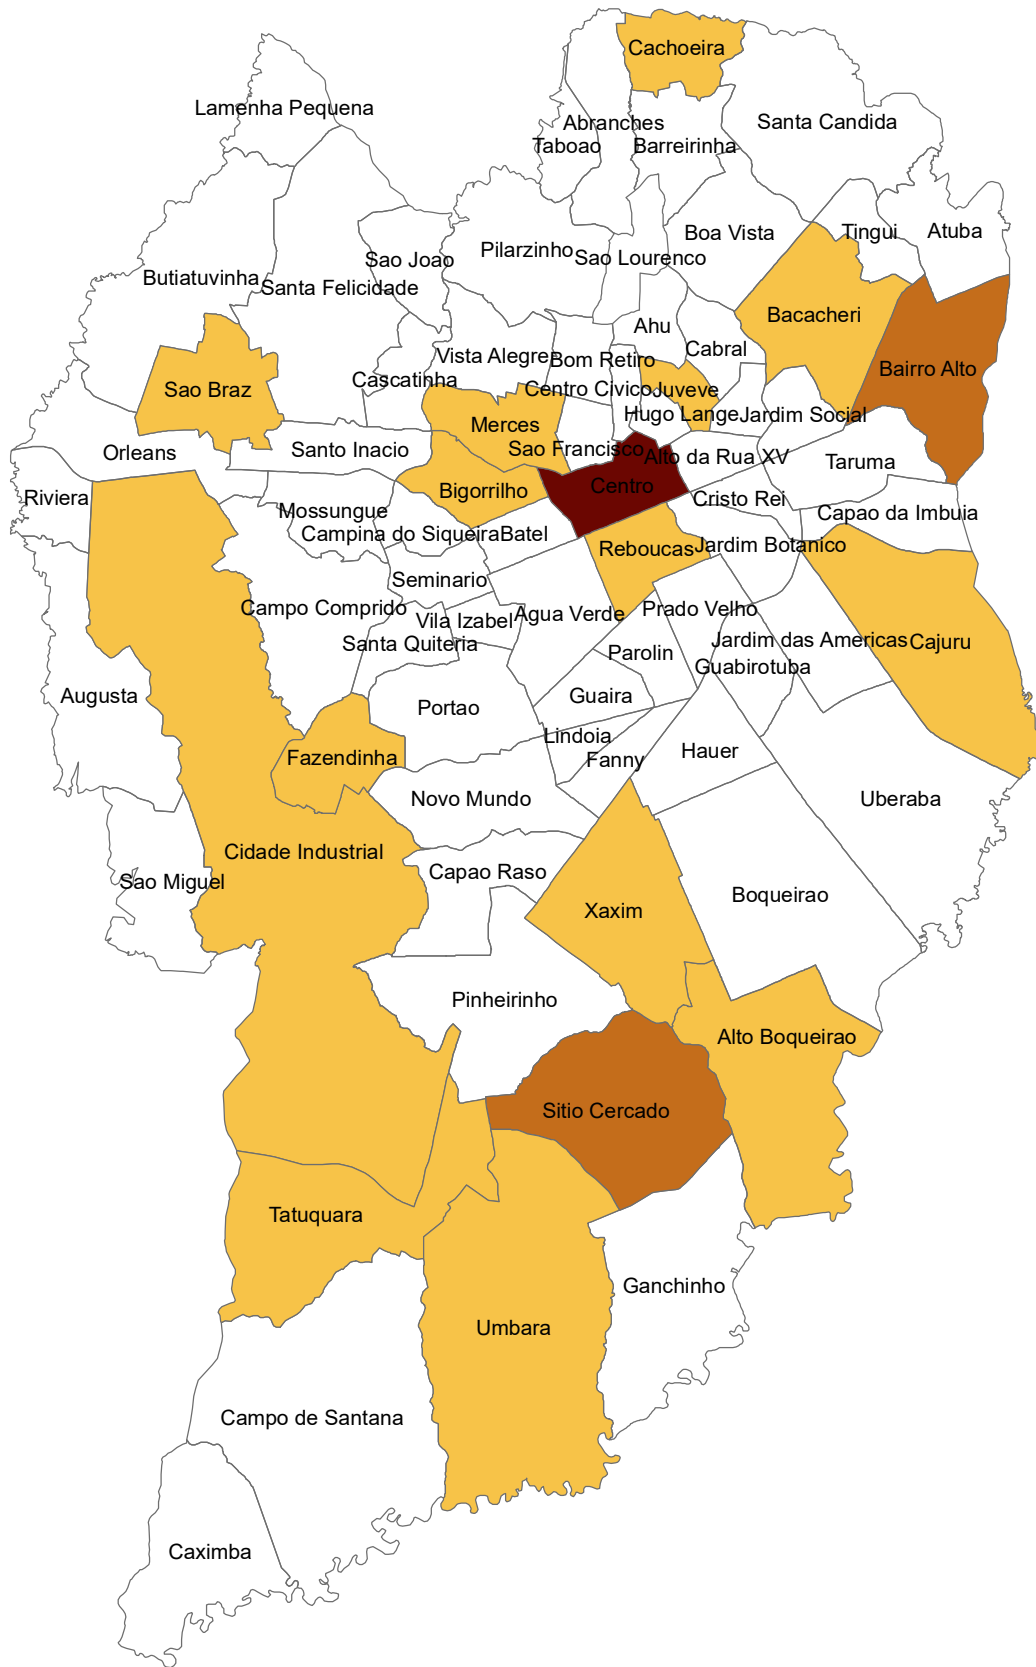 Cachoeira
Lamenha Pequena
Abranches
Santa Candida
Taboao
Barreirinha
Tingui
Atuba
Boa Vista
Pilarzinho
Sao Lourenco
Sao Joao
Butiatuvinha
Santa Felicidade
Bacacheri
Ahu
Cabral
Vista Alegre
Bom Retiro
Bairro Alto
Cascatinha
Centro Civico
Juveve
Sao Braz
Hugo Lange
Jardim Social
Merces
Sao Francisco
Santo Inacio
Orleans
Alto da Rua XV
Taruma
Centro
Bigorrilho
Riviera
Cristo Rei
Mossungue
Capao da Imbuia
Campina do Siqueira
Batel
Reboucas
Jardim Botanico
Seminario
Campo Comprido
Prado Velho
Agua Verde
Vila Izabel
Santa Quiteria
Jardim das Americas
Cajuru
Parolin
Guabirotuba
Augusta
Guaira
Portao
Lindoia
Hauer
Fazendinha
Fanny
Novo Mundo
Uberaba
Cidade Industrial
Capao Raso
Sao Miguel
Boqueirao
Xaxim
Pinheirinho
Alto Boqueirao
Sitio Cercado
Tatuquara
Ganchinho
Umbara
Campo de Santana
Caximba